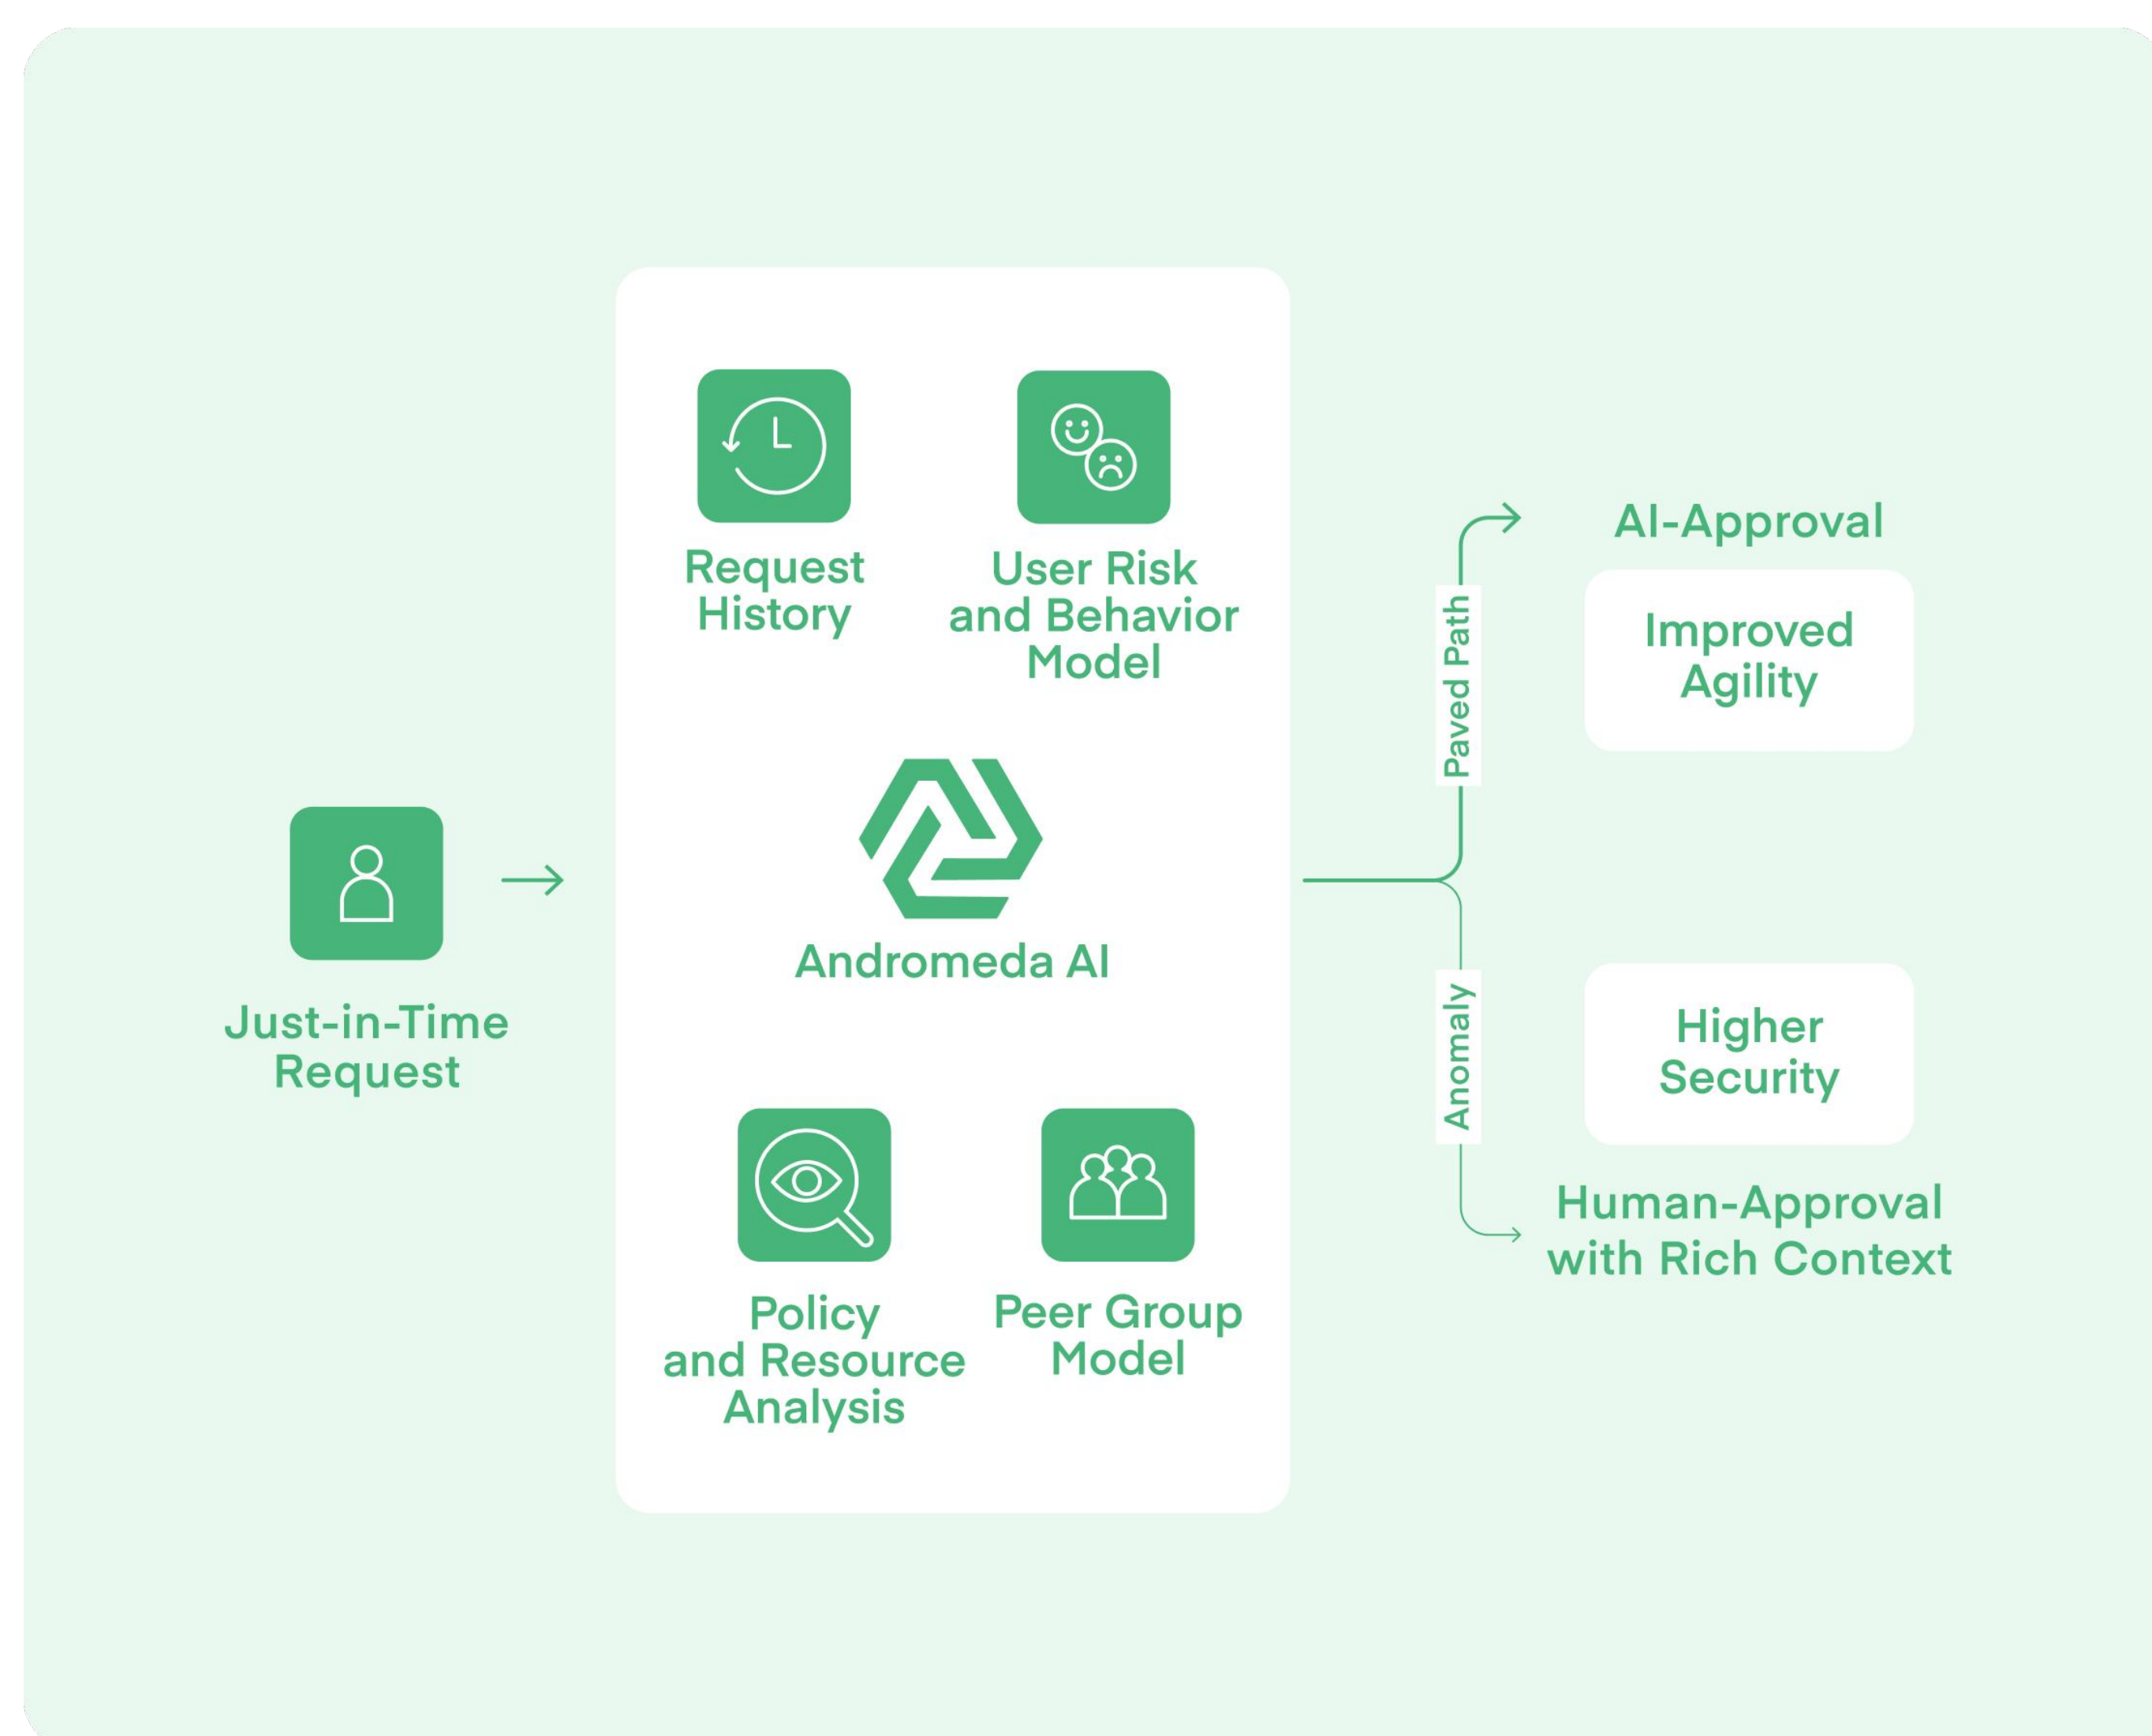 Just-in-Time
Request
Request
History
User Risk
and Behavior
Model
Andromeda AI
Policy
and Resource
Analysis
Peer Group
Model
Paved Path
Anomaly
AI-Approval
Improved
Agility
Higher
Security
Human-Approval
with Rich Context